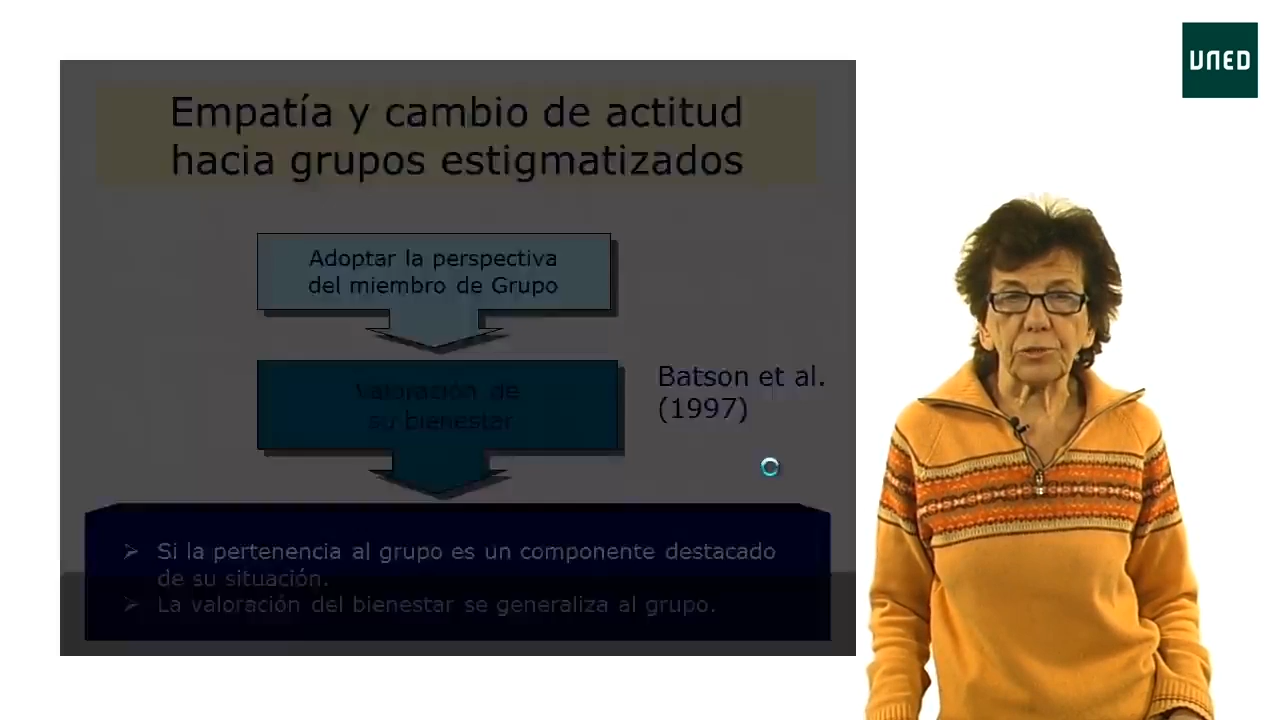 UNED
Empatía y cambio de actitud
hacia grupos estigmatizados
Adoptar la perspectiva
del miembro de Grupo
Valoración de
su bienestar
Batson et al.
(1997)
➢ Si la pertenencia al grupo es un componente destacado
de su situación.
➢ La valoración del bienestar se generaliza al grupo.